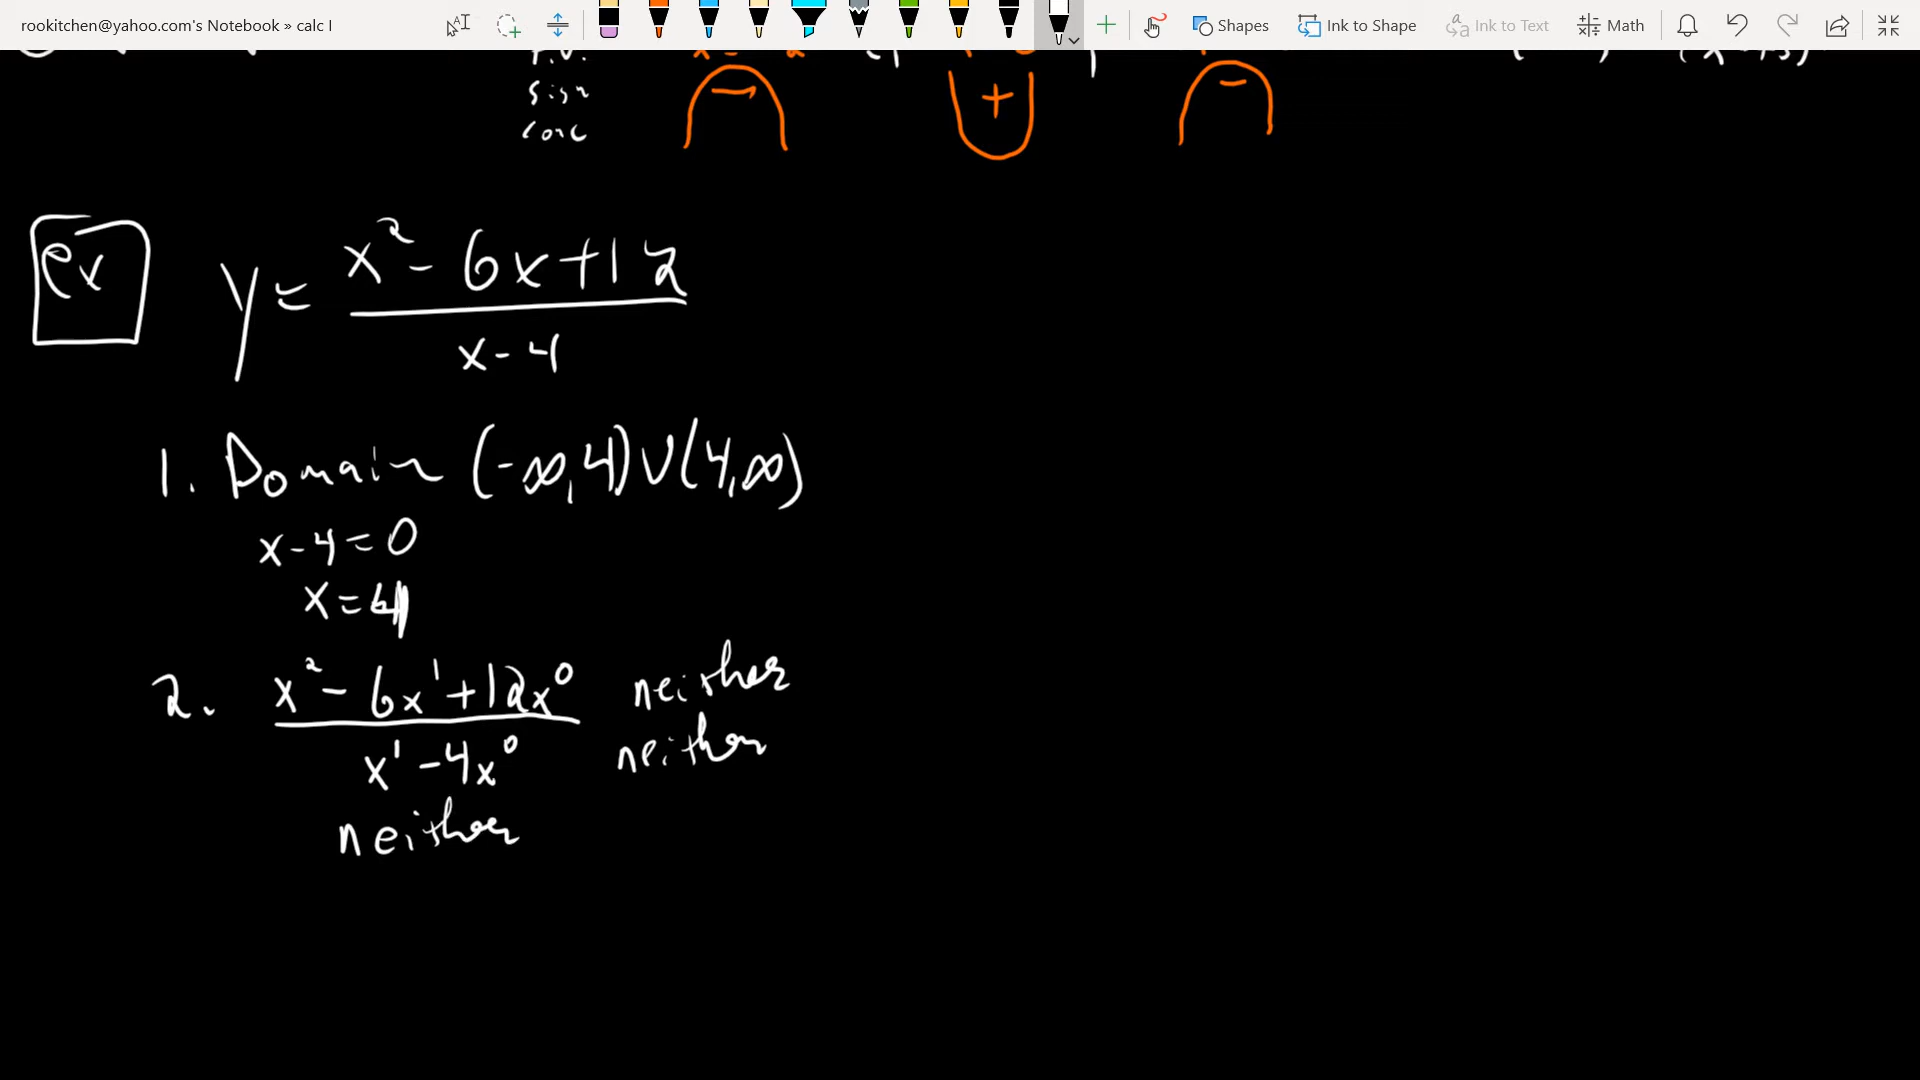 rookitchen@yahoo.com's Notebook » calc I
Shapes
Ink to Shape
Ink to Text
Math
sign
conc
− + −
ex
y = x² - 6x + 12
x - 4
1. Domain (-∞, 4) ∪ (4, ∞)
x - 4 = 0
x = 4
2. x² - 6x¹ + 12x⁰ neither
x¹ - 4x⁰ neither
neither